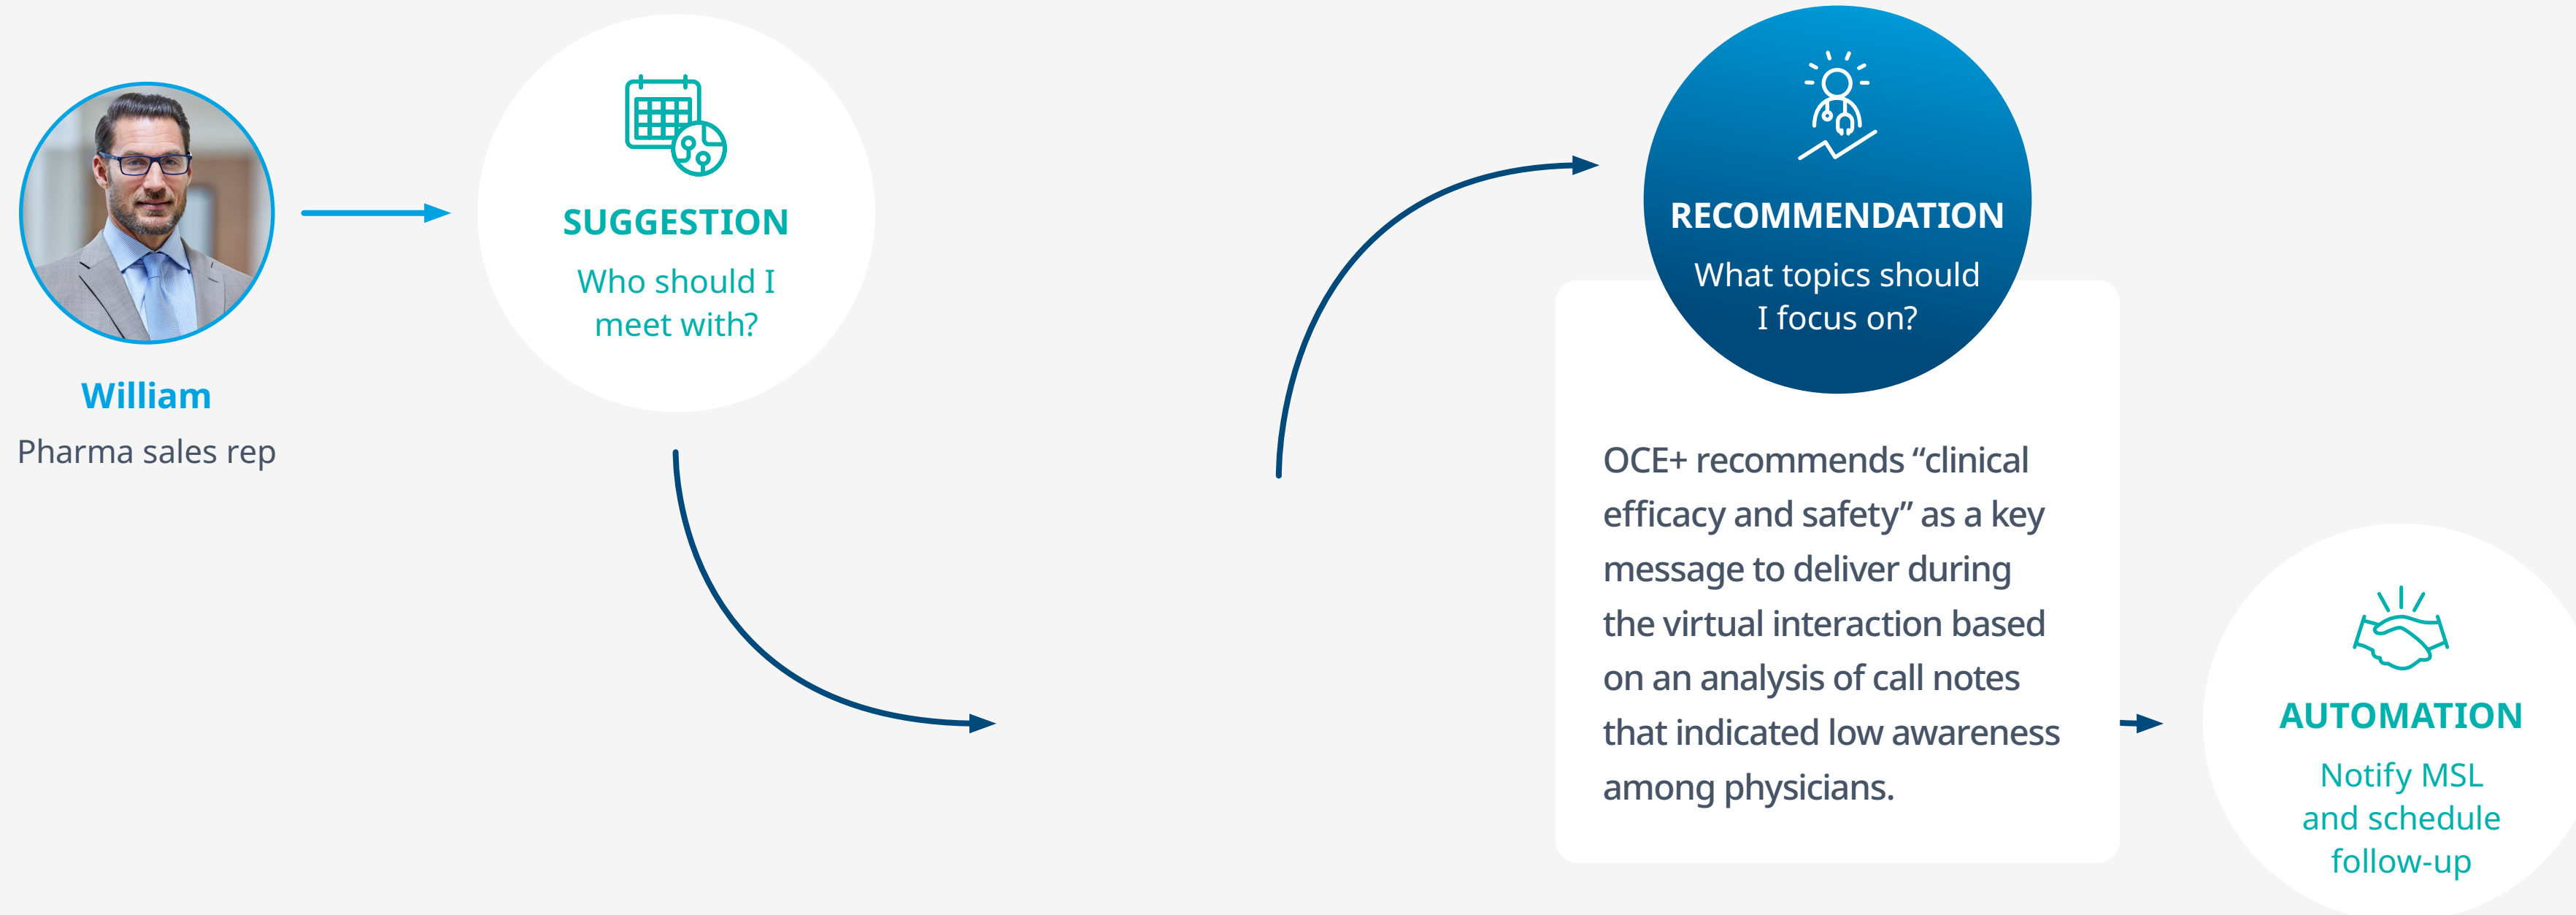 William
Pharma sales rep
SUGGESTION
Who should I
meet with?
RECOMMENDATION
What topics should
I focus on?
OCE+ recommends “clinical
efficacy and safety” as a key
message to deliver during
the virtual interaction based
on an analysis of call notes
that indicated low awareness
among physicians.
AUTOMATION
Notify MSL
and schedule
follow-up